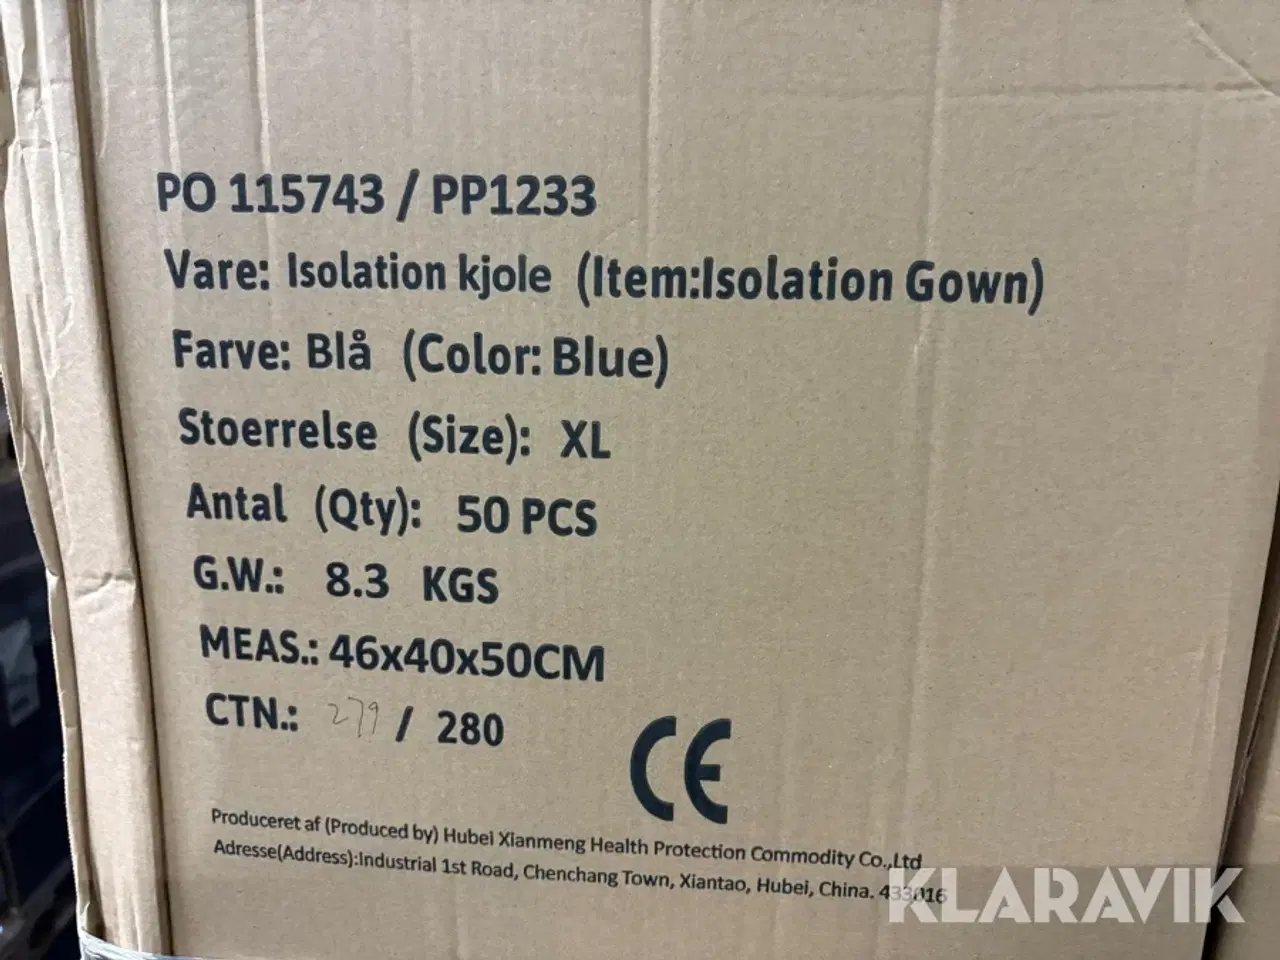 PO 115743 / PP1233
Vare: Isolation kjole (Item:Isolation Gown)
Farve: Blå (Color: Blue)
Stoerrelse (Size): XL
Antal (Qty): 50 PCS
G.W.: 8.3 KGS
MEAS.: 46x40x50CM
CTN.: 279 / 280
CE
Produceret af (Produced by) Hubei Xianmeng Health Protection Commodity Co.,Ltd
Adresse(Address):Industrial 1st Road, Chenchang Town, Xiantao, Hubei, China. 433016
KLARAVIK